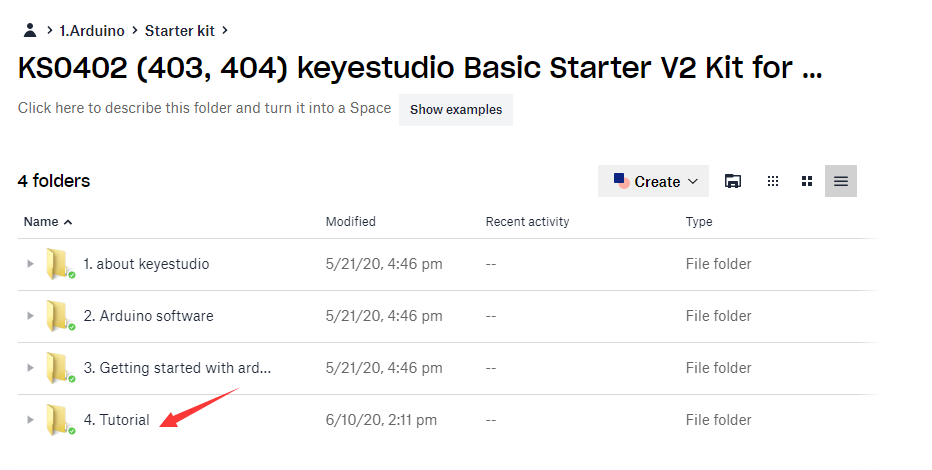 1.Arduino > Starter kit >
KS0402 (403, 404) keyestudio Basic Starter V2 Kit for ...
Click here to describe this folder and turn it into a Space Show examples
4 folders Create
Name Modified Recent activity Type
1. about keyestudio 5/21/20, 4:46 pm -- File folder
2. Arduino software 5/21/20, 4:46 pm -- File folder
3. Getting started with ard... 5/21/20, 4:46 pm -- File folder
4. Tutorial 6/10/20, 2:11 pm -- File folder